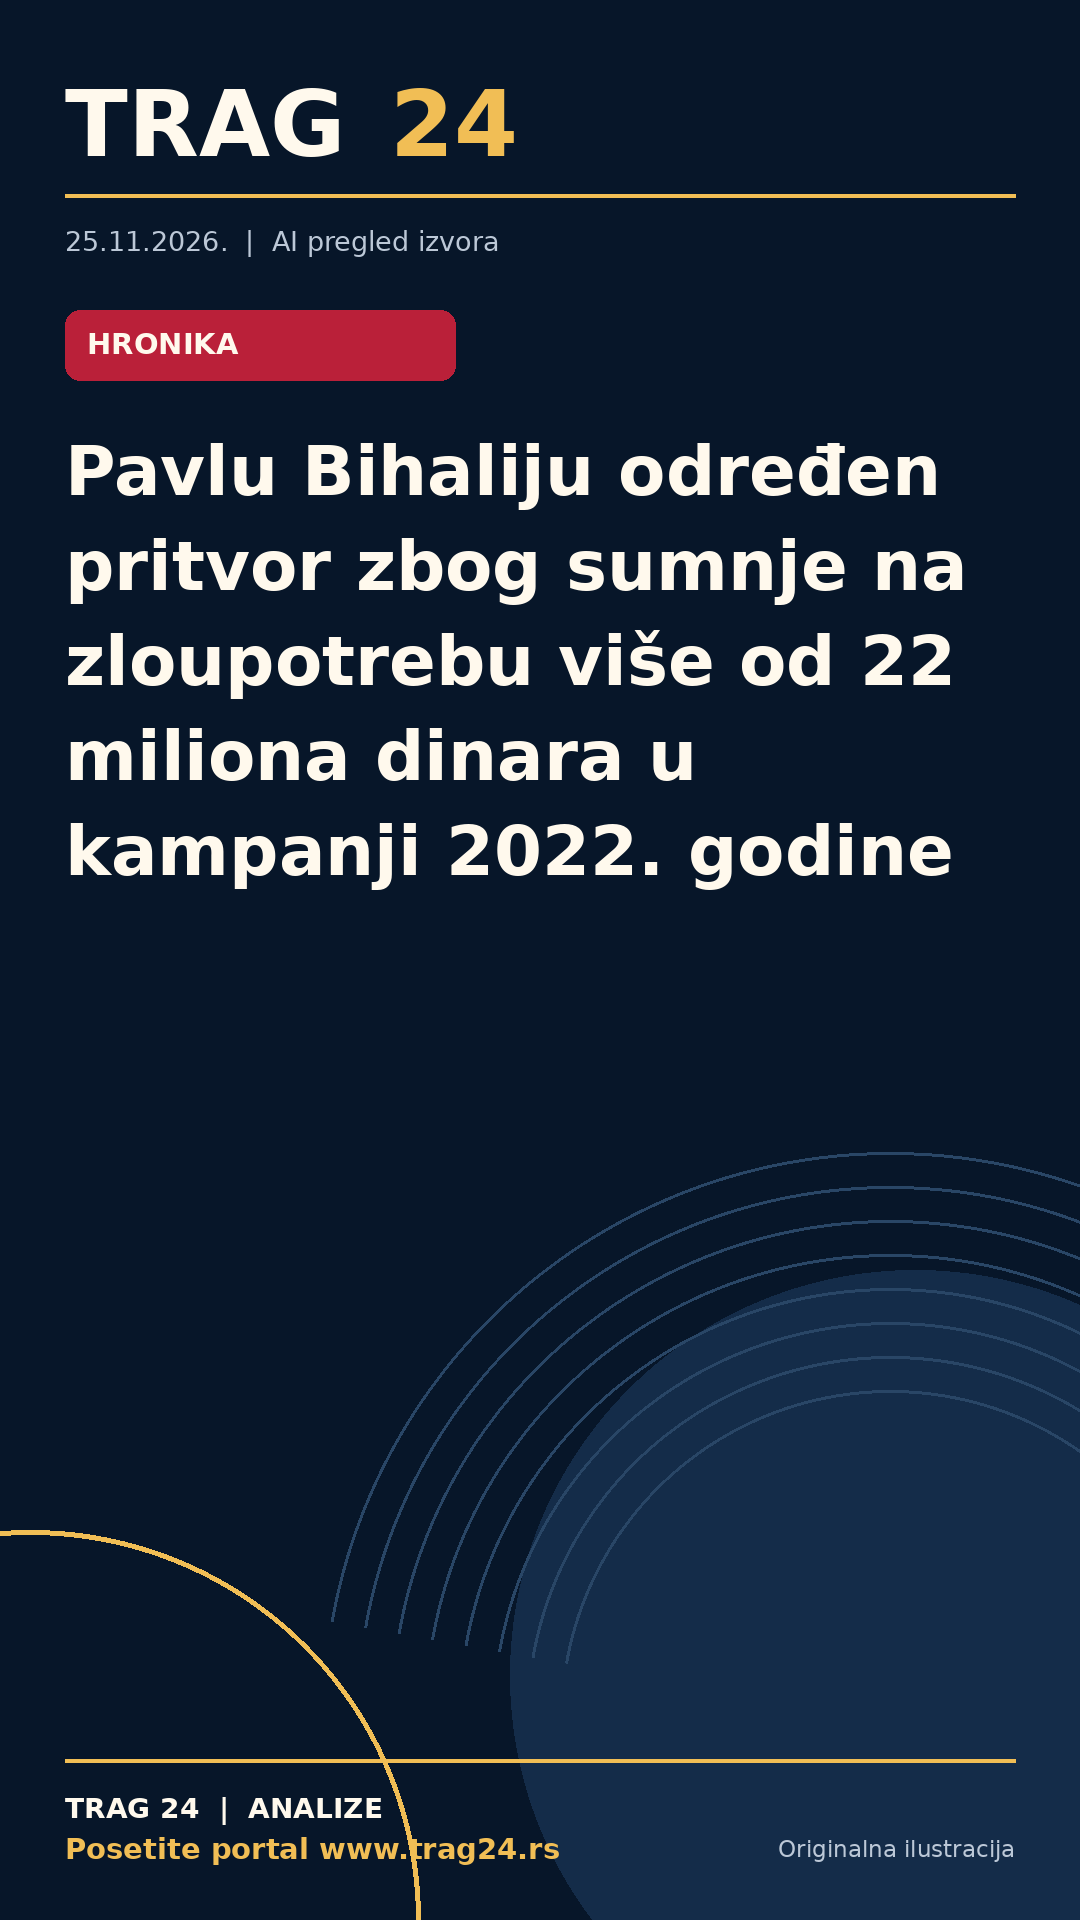 TRAG 24
25.11.2026. | AI pregled izvora
HRONIKA
Pavlu Bihaliju određen
pritvor zbog sumnje na
zloupotrebu više od 22
miliona dinara u
kampanji 2022. godine
TRAG 24 | ANALIZE
Posetite portal www.trag24.rs
Originalna ilustracija